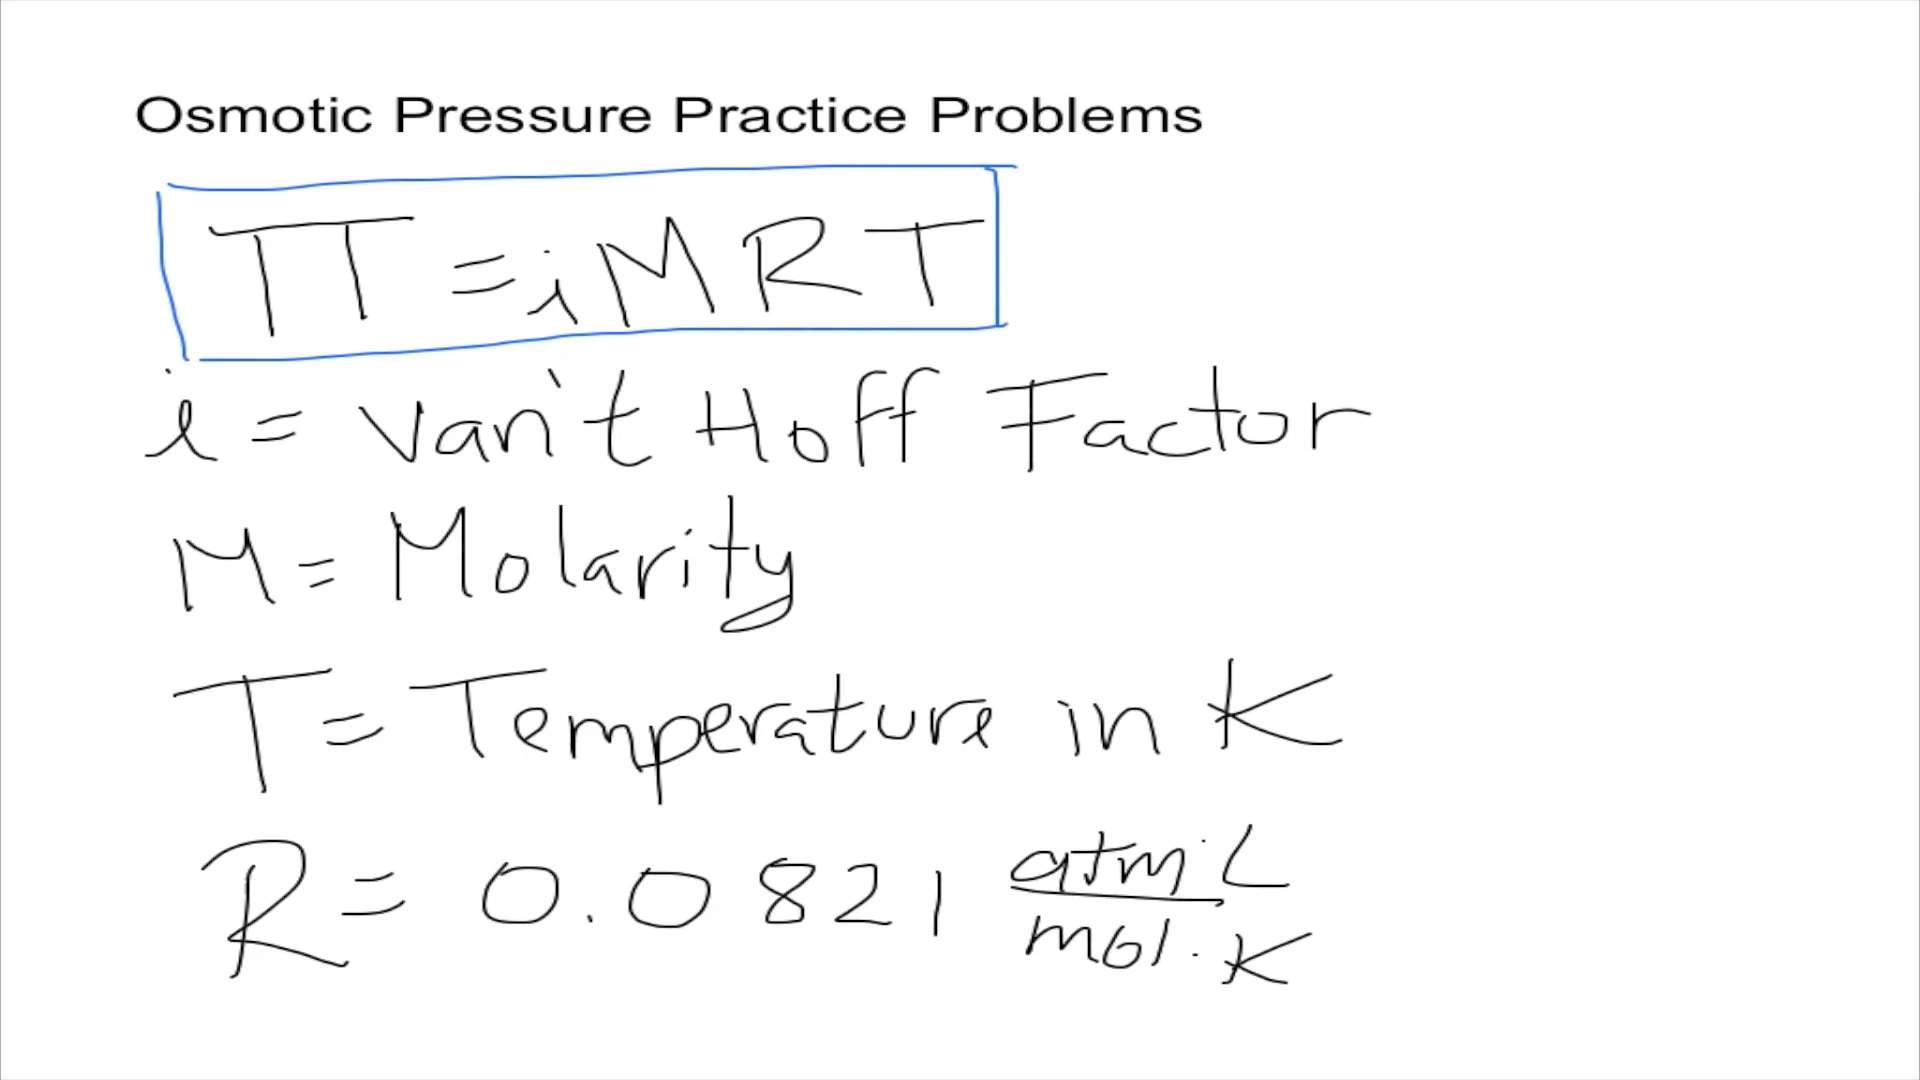 Osmotic Pressure Practice Problems
π = iMRT
i = Van't Hoff Factor
M = Molarity
T = Temperature in K
R = 0.0821 atm·L / mol·K